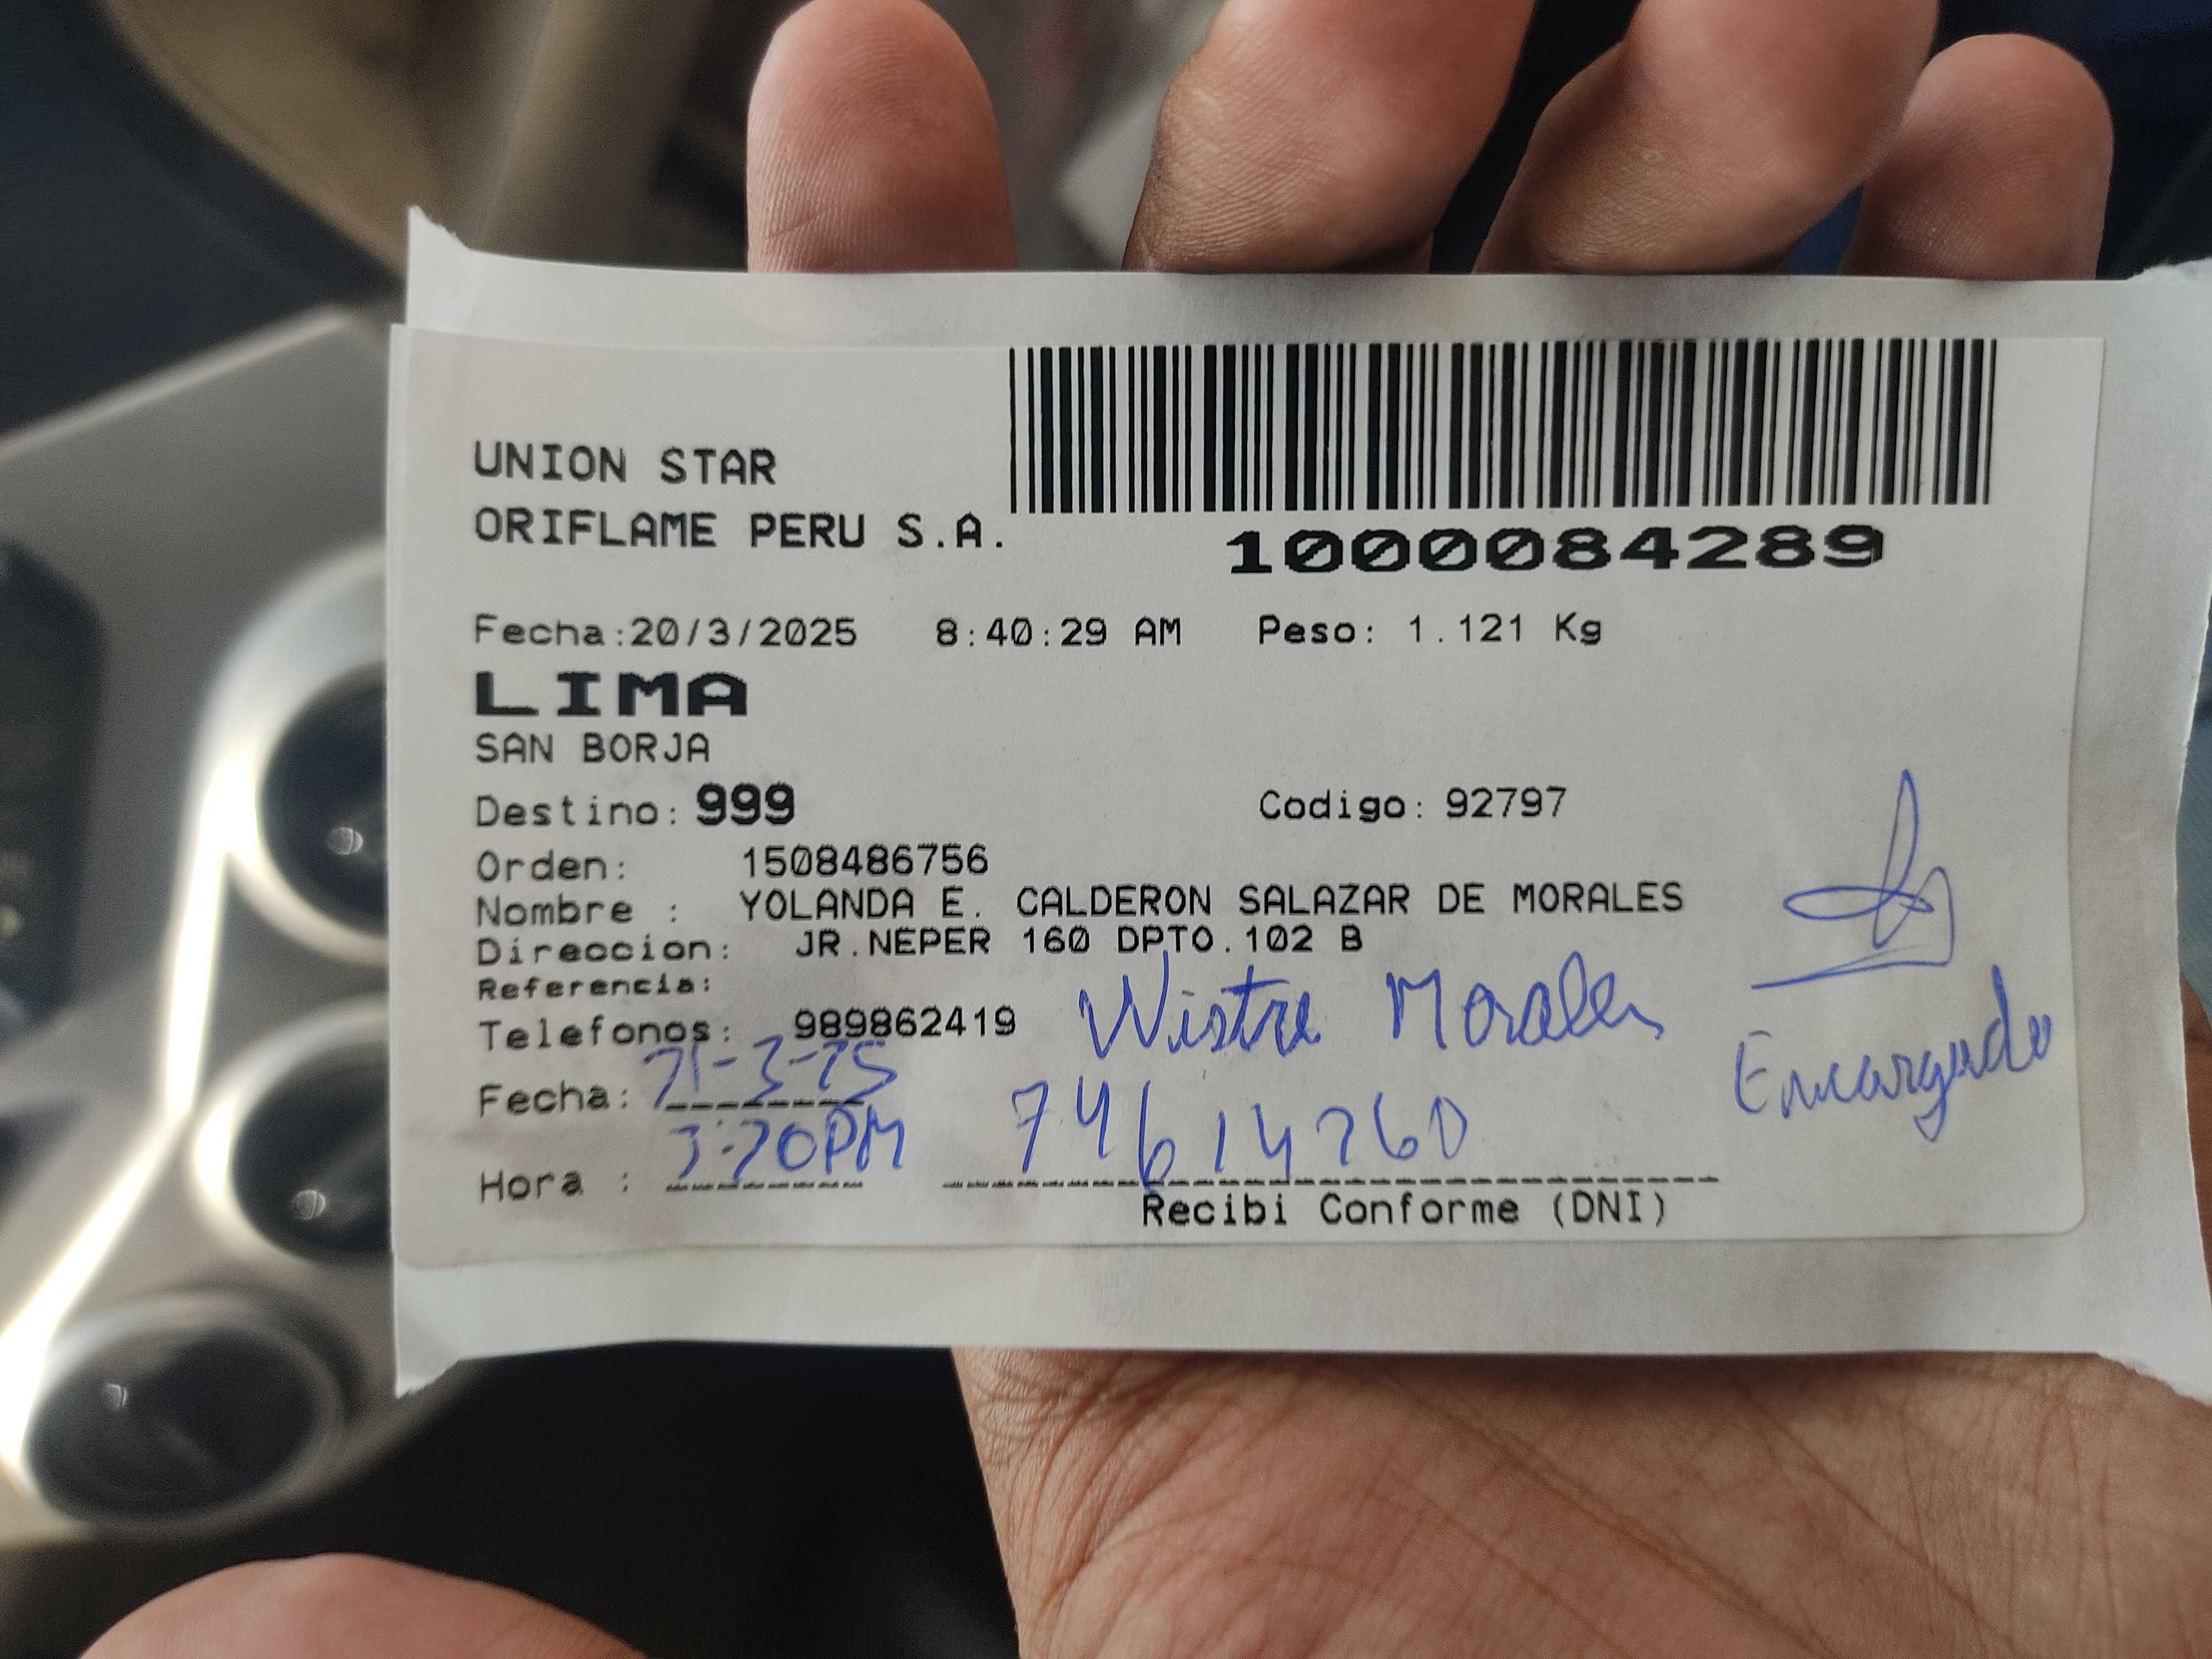 UNION STAR
ORIFLAME PERU S.A.
1000084289
Fecha:20/3/2025 8:40:29 AM Peso: 1.121 Kg
LIMA
SAN BORJA
Destino: 999 Codigo: 92797
Orden: 1508486756
Nombre : YOLANDA E. CALDERON SALAZAR DE MORALES
Direccion: JR.NEPER 160 DPTO.102 B
Referencia:
Telefonos: 989862419 Morales
Encargado
Fecha: 21-3-25
Hora : 3:20PM
Recibi Conforme (DNI)